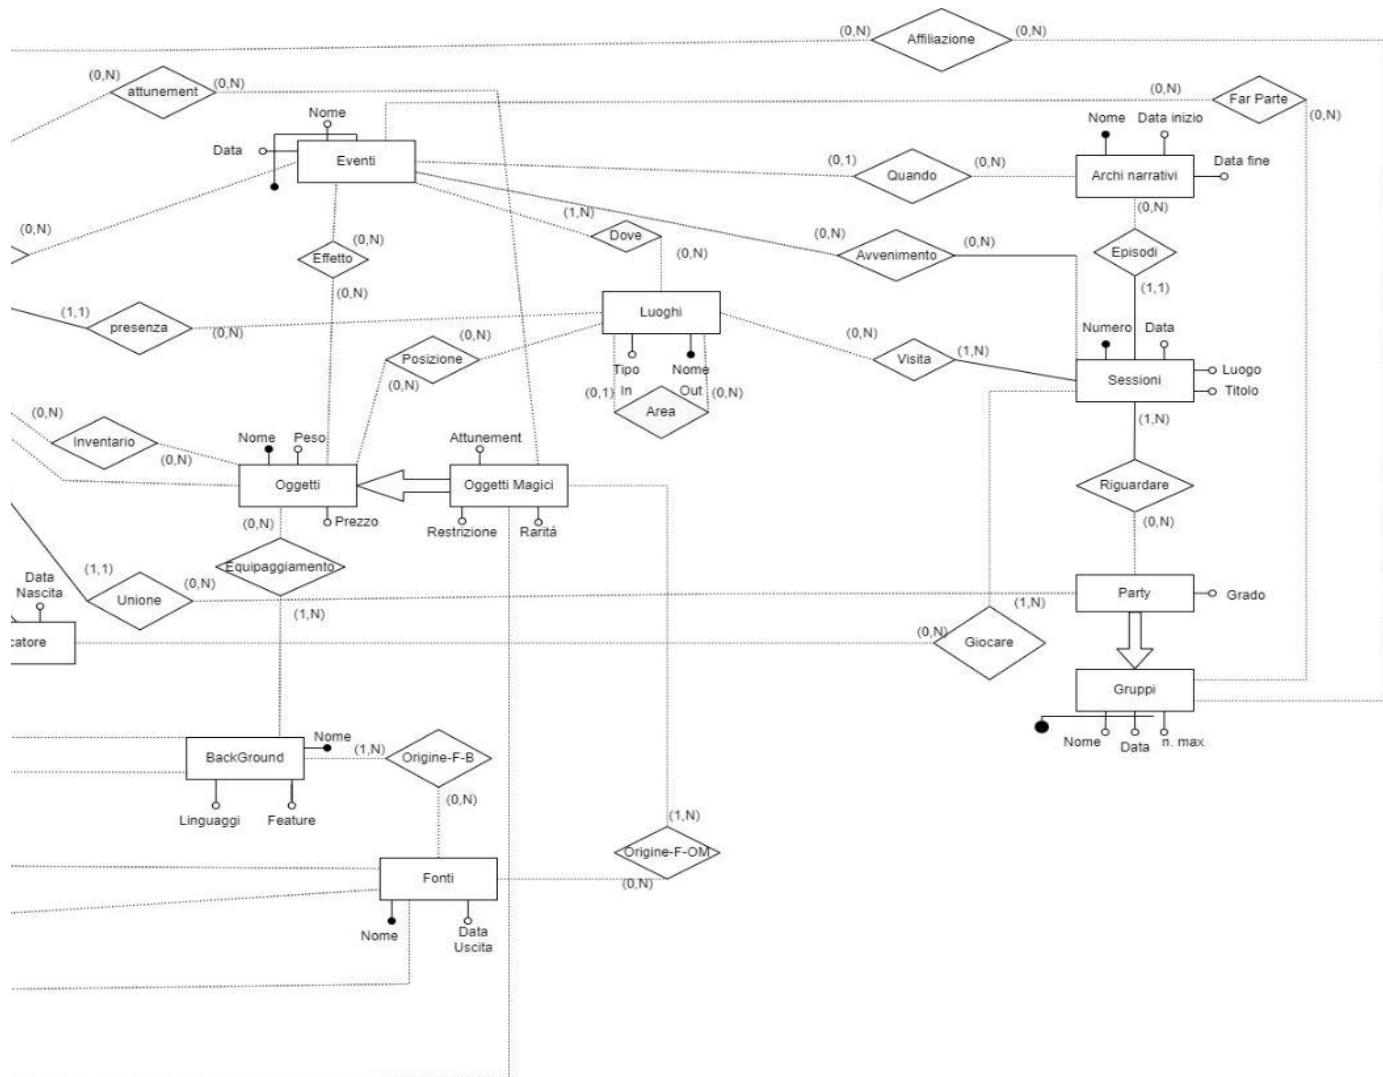 (0,N)
Affiliazione
(0,N)
(0,N)
attunement
(0,N)
(0,N)
Far Parte
(0,N)
Nome
Data
Eventi
Nome
Data inizio
Data fine
Archi narrativi
(0,1)
Quando
(0,N)
(0,N)
(0,N)
(1,N)
Dove
(0,N)
(0,N)
Avvenimento
(0,N)
Episodi
(1,1)
(0,N)
Effetto
(0,N)
(1,1)
presenza
(0,N)
Luoghi
Tipo
Nome
In
Out
(0,1)
Area
(0,N)
(0,N)
Posizione
(0,N)
(0,N)
Visita
(1,N)
Numero
Data
Sessioni
Luogo
Titolo
(0,N)
Inventario
(0,N)
Nome
Peso
Oggetti
Prezzo
Attunement
Oggetti Magici
Restrizione
Rarità
(1,N)
Riguardare
(0,N)
(0,N)
Equipaggiamento
(1,N)
(1,1)
Unione
(0,N)
(1,N)
Party
Grado
Data
Nascita
catore
(0,N)
Giocare
Gruppi
Nome
Data
n. max
Nome
BackGround
Linguaggi
Feature
(1,N)
Origine-F-B
(0,N)
(1,N)
Origine-F-OM
(0,N)
Fonti
Nome
Data
Uscita